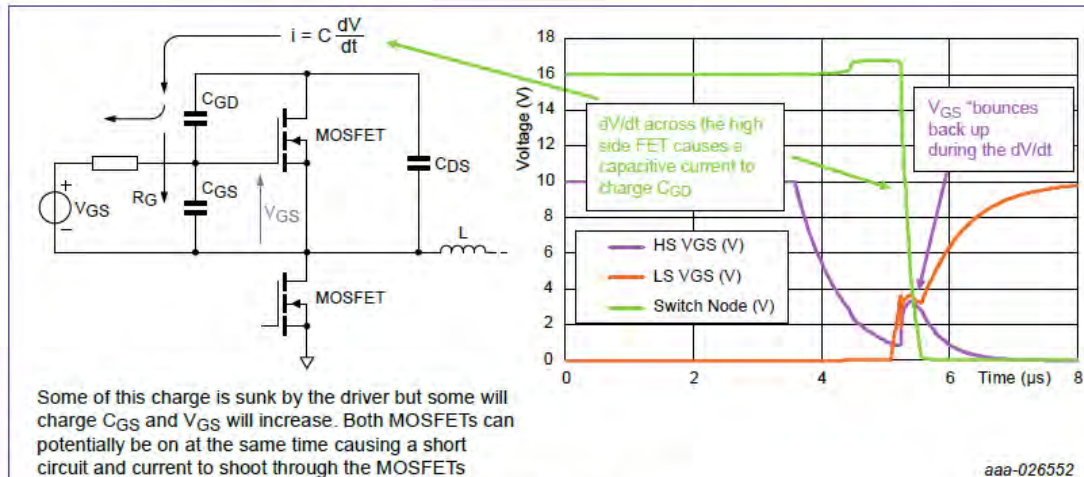 i = C dV/dt
CGD
MOSFET
CDS
RG
CGS
VGS
+
VGS
−
L
MOSFET
Some of this charge is sunk by the driver but some will
charge CGS and VGS will increase. Both MOSFETs can
potentially be on at the same time causing a short
circuit and current to shoot through the MOSFETs
Voltage (V)
18
16
14
12
10
8
6
4
2
0
dV/dt across the high
side FET causes a
capacitive current to
charge CGD
VGS "bounces
back up
during the dV/dt
HS VGS (V)
LS VGS (V)
Switch Node (V)
0
2
4
6
Time (µs)
8
aaa-026552